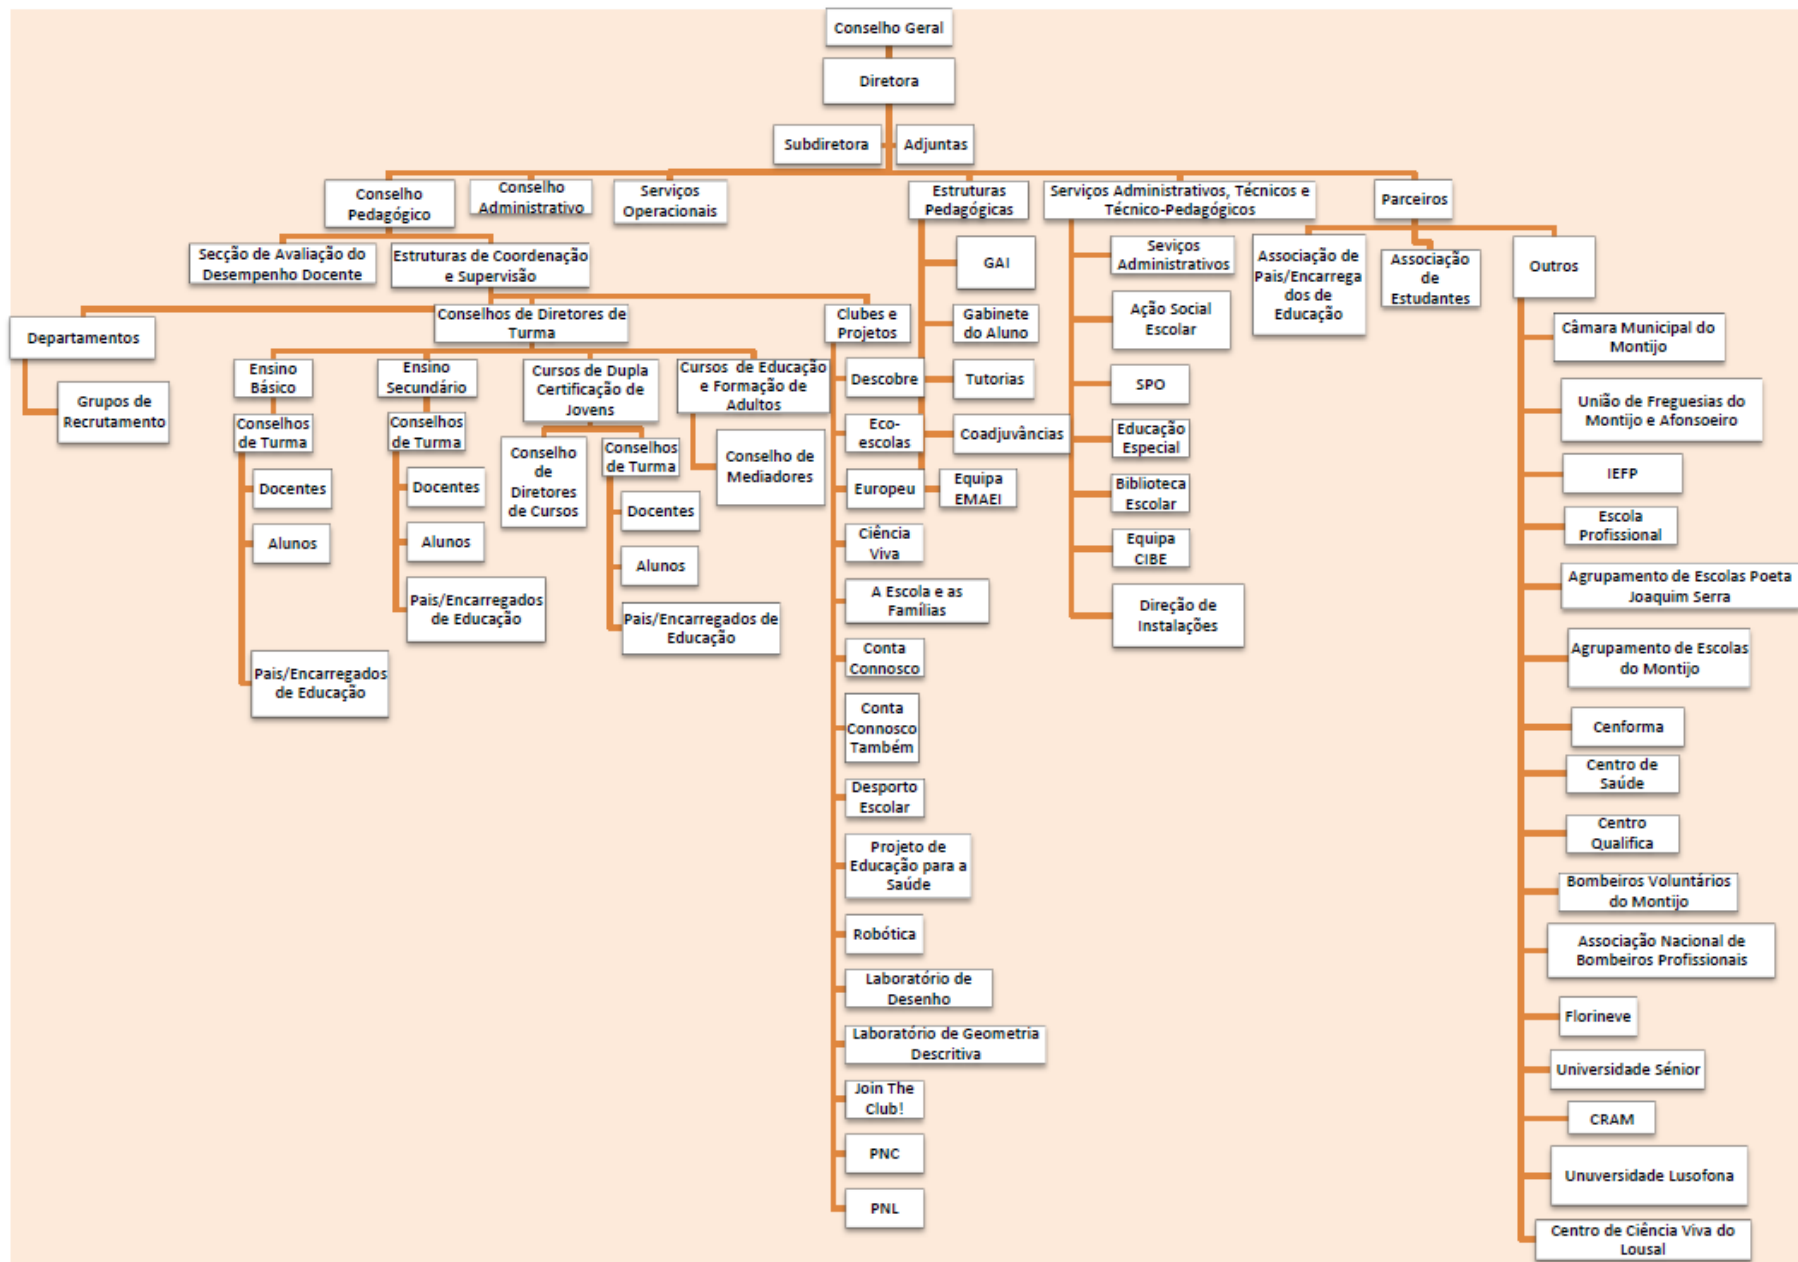 Conselho Geral
Diretora
Subdiretora
Adjuntas
Conselho
Pedagógico
Conselho
Administrativo
Serviços
Operacionais
Estruturas
Pedagógicas
Serviços Administrativos, Técnicos e
Técnico-Pedagógicos
Parceiros
Secção de Avaliação do
Desempenho Docente
Estruturas de Coordenação
e Supervisão
Departamentos
Grupos de
Recrutamento
Conselhos de Diretores de
Turma
Ensino
Básico
Conselhos
de Turma
Docentes
Alunos
Pais/Encarregados
de Educação
Ensino
Secundário
Conselhos
de Turma
Docentes
Alunos
Pais/Encarregados
de Educação
Cursos de Dupla
Certificação de
Jovens
Conselho
de
Diretores
de Cursos
Conselhos
de Turma
Docentes
Alunos
Pais/Encarregados de
Educação
Cursos de Educação
e Formação de
Adultos
Conselho de
Mediadores
Clubes e
Projetos
Descobre
Eco-
escolas
Europeu
Ciência
Viva
A Escola e as
Famílias
Conta
Connosco
Conta
Connosco
Também
Desporto
Escolar
Projeto de
Educação para a
Saúde
Robótica
Laboratório de
Desenho
Laboratório de Geometria
Descritiva
Join The
Club!
PNC
PNL
GAI
Gabinete
do Aluno
Tutorias
Coadjuvâncias
Equipa
EMAEI
Seviços
Administrativos
Ação Social
Escolar
SPO
Educação
Especial
Biblioteca
Escolar
Equipa
CIBE
Direção de
Instalações
Associação de
Pais/Encarrega
dos de
Educação
Associação
de
Estudantes
Outros
Câmara Municipal do
Montijo
União de Freguesias do
Montijo e Afonsoeiro
IEFP
Escola
Profissional
Agrupamento de Escolas Poeta
Joaquim Serra
Agrupamento de Escolas
do Montijo
Cenforma
Centro de
Saúde
Centro
Qualifica
Bombeiros Voluntários
do Montijo
Associação Nacional de
Bombeiros Profissionais
Florineve
Universidade Sénior
CRAM
Unuversidade Lusofona
Centro de Ciência Viva do
Lousal